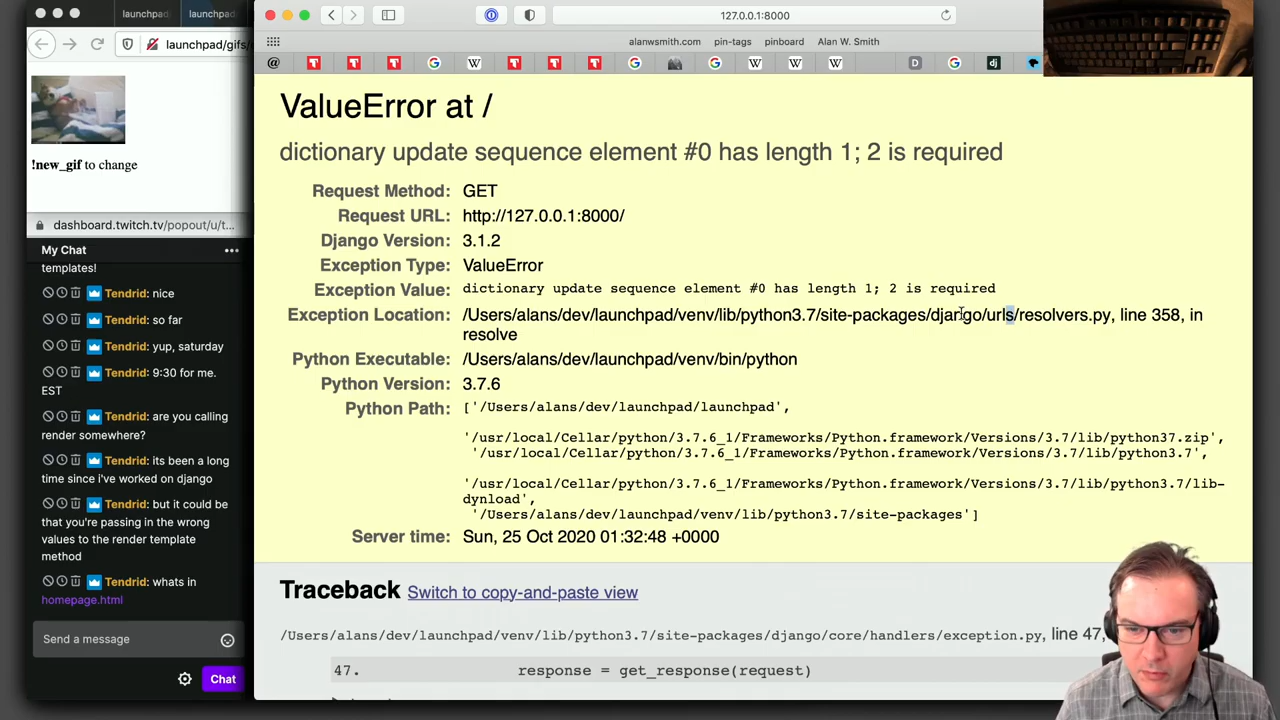 launchpad
launchpad
launchpad/gifs/
!new_gif to change
dashboard.twitch.tv/popout/u/t...
My Chat
templates!
Tendrid: nice
Tendrid: so far
Tendrid: yup, saturday
Tendrid: 9:30 for me.
EST
Tendrid: are you calling
render somewhere?
Tendrid: its been a long
time since i've worked on django
Tendrid: but it could be
that you're passing in the wrong
values to the render template
method
Tendrid: whats in
homepage.html
Send a message
Chat
127.0.0.1:8000
alanwsmith.com pin-tags pinboard Alan W. Smith
ValueError at /
dictionary update sequence element #0 has length 1; 2 is required
Request Method: GET
Request URL: http://127.0.0.1:8000/
Django Version: 3.1.2
Exception Type: ValueError
Exception Value: dictionary update sequence element #0 has length 1; 2 is required
Exception Location: /Users/alans/dev/launchpad/venv/lib/python3.7/site-packages/django/urls/resolvers.py, line 358, in
resolve
Python Executable: /Users/alans/dev/launchpad/venv/bin/python
Python Version: 3.7.6
Python Path: ['/Users/alans/dev/launchpad/launchpad',
'/usr/local/Cellar/python/3.7.6_1/Frameworks/Python.framework/Versions/3.7/lib/python37.zip',
'/usr/local/Cellar/python/3.7.6_1/Frameworks/Python.framework/Versions/3.7/lib/python3.7',
'/usr/local/Cellar/python/3.7.6_1/Frameworks/Python.framework/Versions/3.7/lib/python3.7/lib-
dynload',
'/Users/alans/dev/launchpad/venv/lib/python3.7/site-packages']
Server time: Sun, 25 Oct 2020 01:32:48 +0000
Traceback Switch to copy-and-paste view
/Users/alans/dev/launchpad/venv/lib/python3.7/site-packages/django/core/handlers/exception.py, line 47,
47. response = get_response(request)